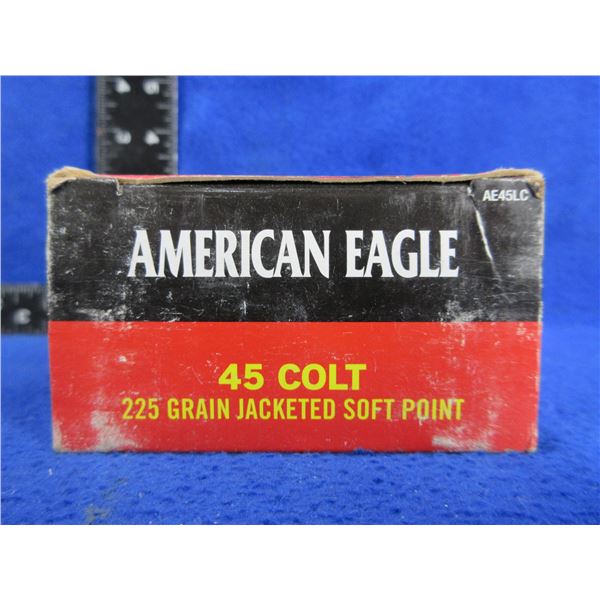 AE45LC
AMERICAN EAGLE
45 COLT
225 GRAIN JACKETED SOFT POINT